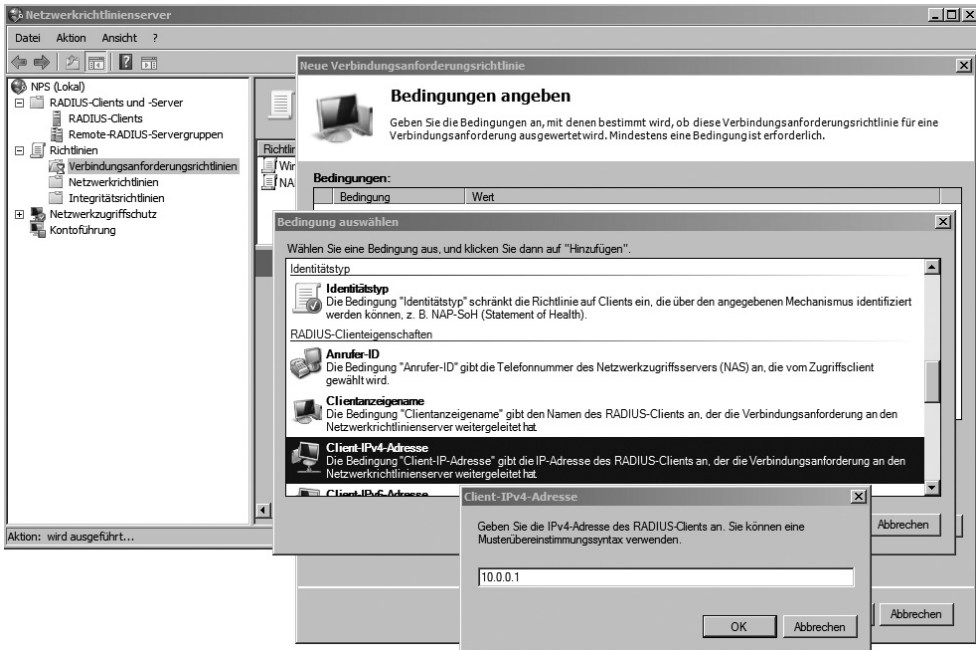 Netzwerkrichtlinienserver
Datei Aktion Ansicht ?
NPS (Lokal)
RADIUS-Clients und -Server
RADIUS-Clients
Remote-RADIUS-Servergruppen
Richtlinien
Verbindungsanforderungsrichtlinien
Netzwerkrichtlinien
Integritätsrichtlinien
Netzwerkzugriffschutz
Kontoführung
Aktion: wird ausgeführt...
Neue Verbindungsanforderungsrichtlinie
Bedingungen angeben
Geben Sie die Bedingungen an, mit denen bestimmt wird, ob diese Verbindungsanforderungsrichtlinie für eine
Verbindungsanforderung ausgewertet wird. Mindestens eine Bedingung ist erforderlich.
Bedingungen:
Bedingung Wert
Bedingung auswählen
Wählen Sie eine Bedingung aus, und klicken Sie dann auf "Hinzufügen".
Identitätstyp
Identitätstyp
Die Bedingung "Identitätstyp" schränkt die Richtlinie auf Clients ein, die über den angegebenen Mechanismus identifiziert
werden können, z. B. NAP-SoH (Statement of Health).
RADIUS-Clienteigenschaften
Anrufer-ID
Die Bedingung "Anrufer-ID" gibt die Telefonnummer des Netzwerkzugriffsservers (NAS) an, die vom Zugriffsclient
gewählt wird.
Clientanzeigename
Die Bedingung "Clientanzeigename" gibt den Namen des RADIUS-Clients an, der die Verbindungsanforderung an den
Netzwerkrichtlinienserver weitergeleitet hat.
Client-IPv4-Adresse
Die Bedingung "Client-IP-Adresse" gibt die IP-Adresse des RADIUS-Clients an, der die Verbindungsanforderung an den
Netzwerkrichtlinienserver weitergeleitet hat.
Client-IPv6-Adresse
Abbrechen
Client-IPv4-Adresse
Geben Sie die IPv4-Adresse des RADIUS-Clients an. Sie können eine
Musterübereinstimmungssyntax verwenden.
10.0.0.1
OK Abbrechen
Abbrechen